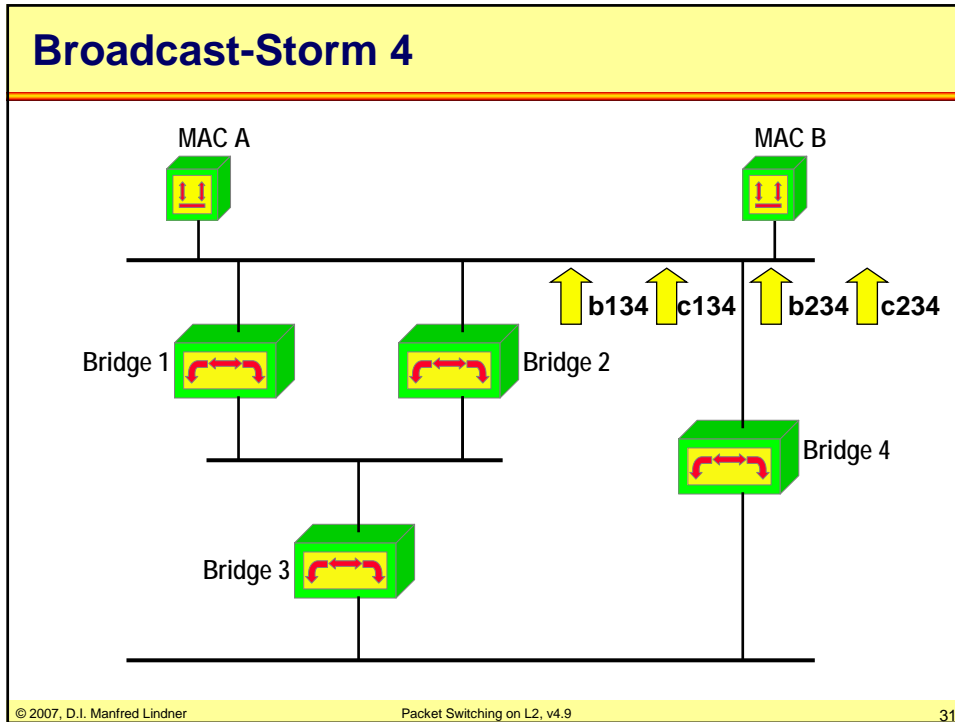 Broadcast-Storm 4
MAC A
MAC B
b134
c134
b234
c234
Bridge 1
Bridge 2
Bridge 4
Bridge 3
© 2007, D.I. Manfred Lindner
Packet Switching on L2, v4.9
31